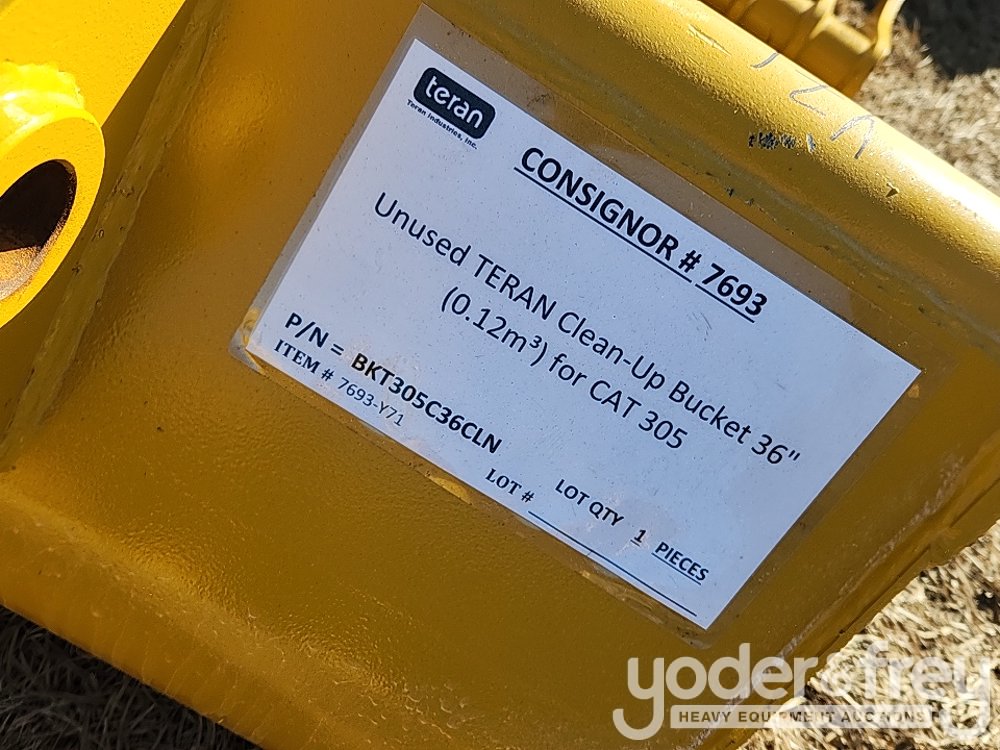 teran
Teran Industries, Inc.
CONSIGNOR # 7693
Unused TERAN Clean-Up Bucket 36"
(0.12m³) for CAT 305
P/N = BKT305C36CLN
ITEM # 7693-Y71
LOT QTY 1 PIECES
LOT #
yoder & frey
HEAVY EQUIPMENT AUCTIONS